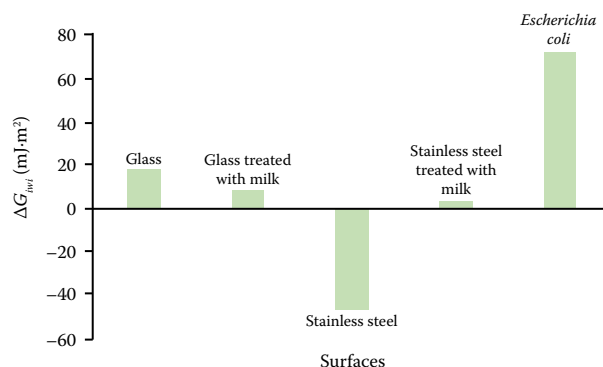 Escherichia
coli
80
60
40
20
0
−20
−40
−60
ΔG_iwi (mJ·m²)
Glass
Glass treated
with milk
Stainless steel
Stainless steel
treated with
milk
Surfaces